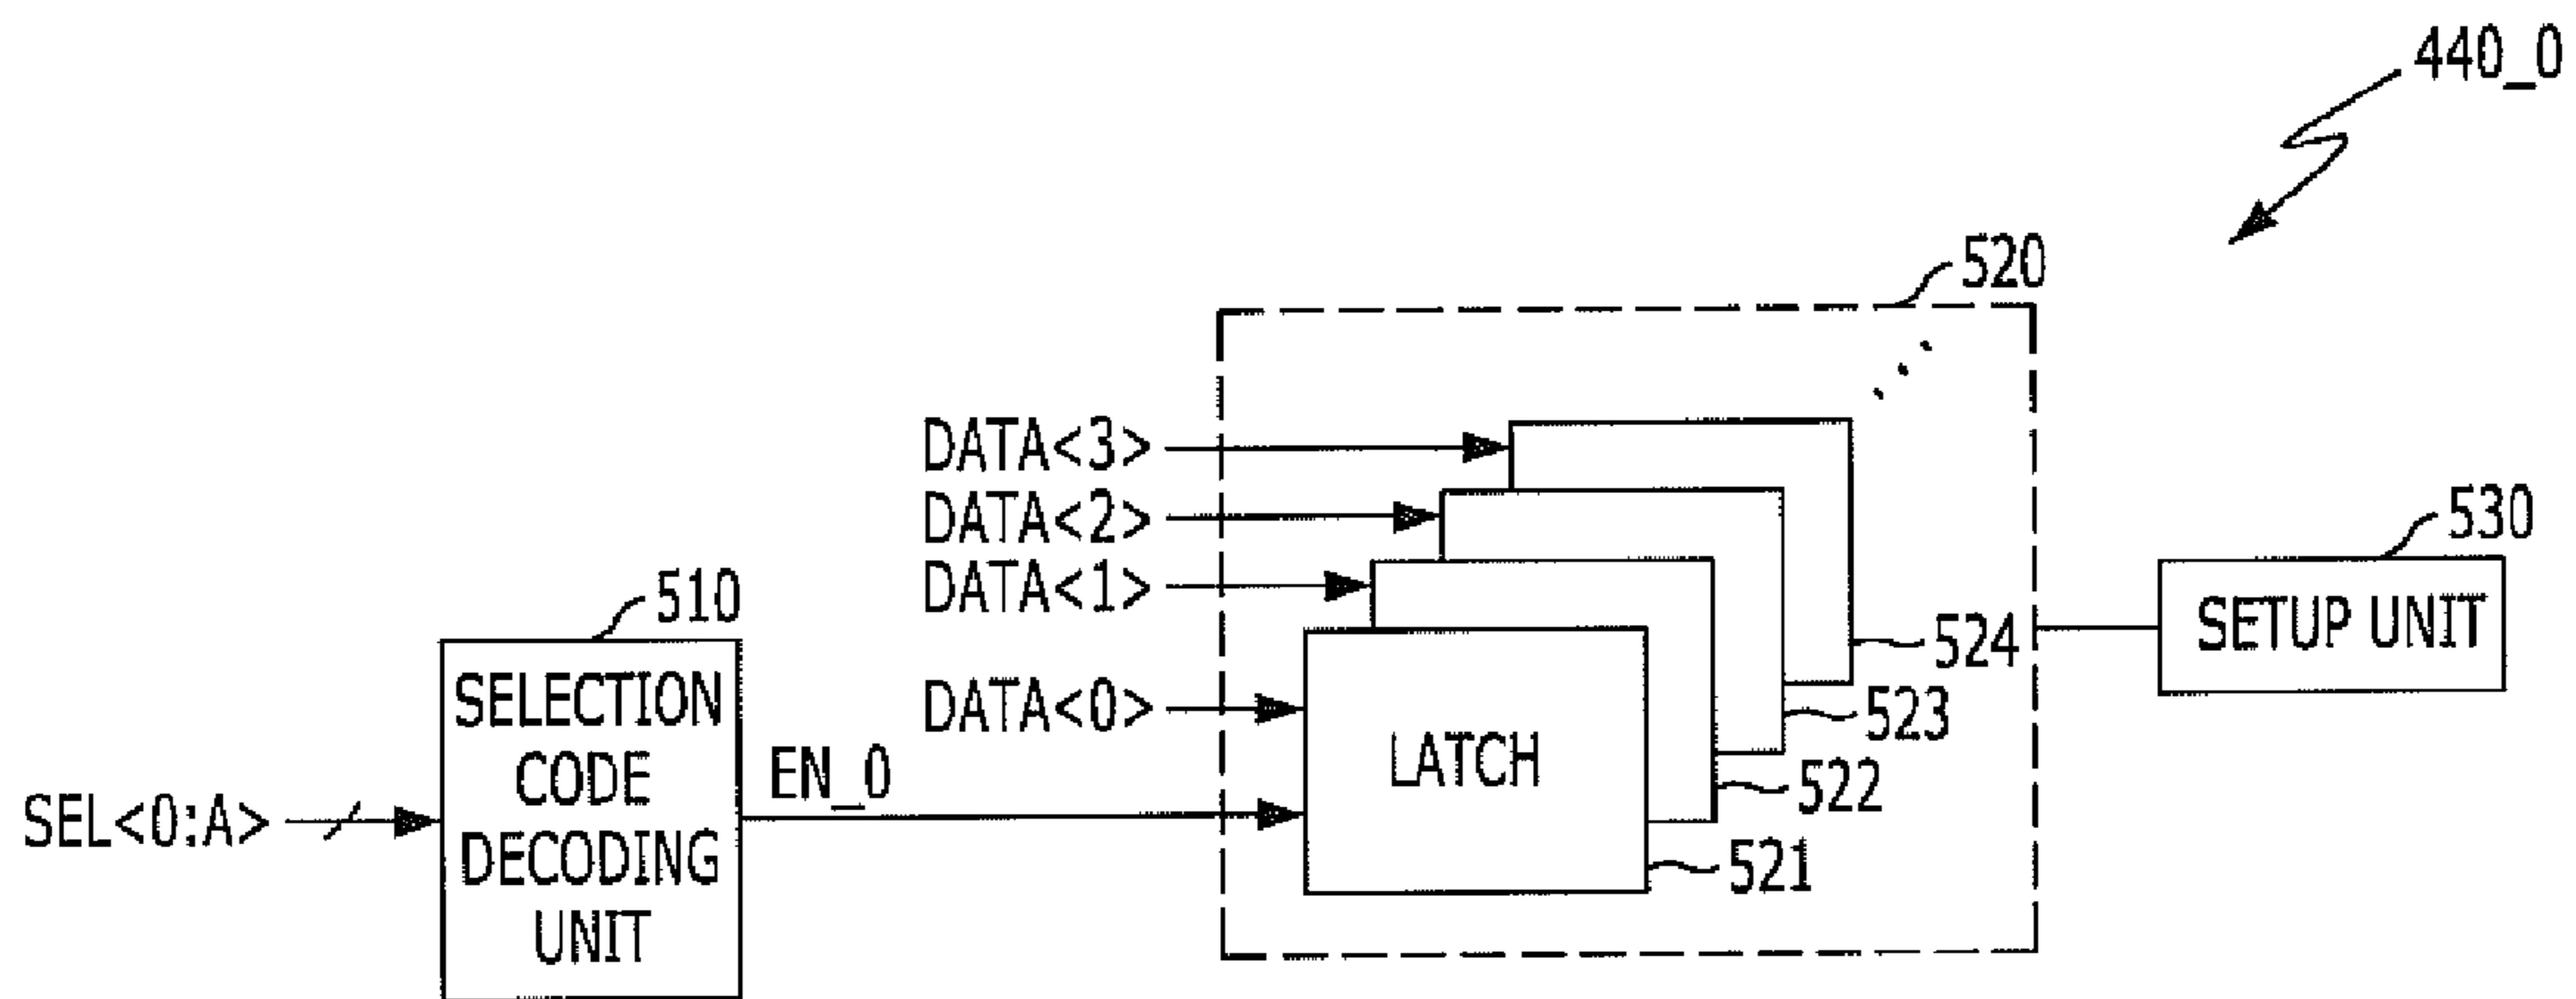 440_0
520
DATA<3>
DATA<2>
DATA<1>
DATA<0>
530
SETUP UNIT
510
SELECTION
CODE
DECODING
UNIT
SEL<0:A>
EN_0
LATCH
524
523
522
521